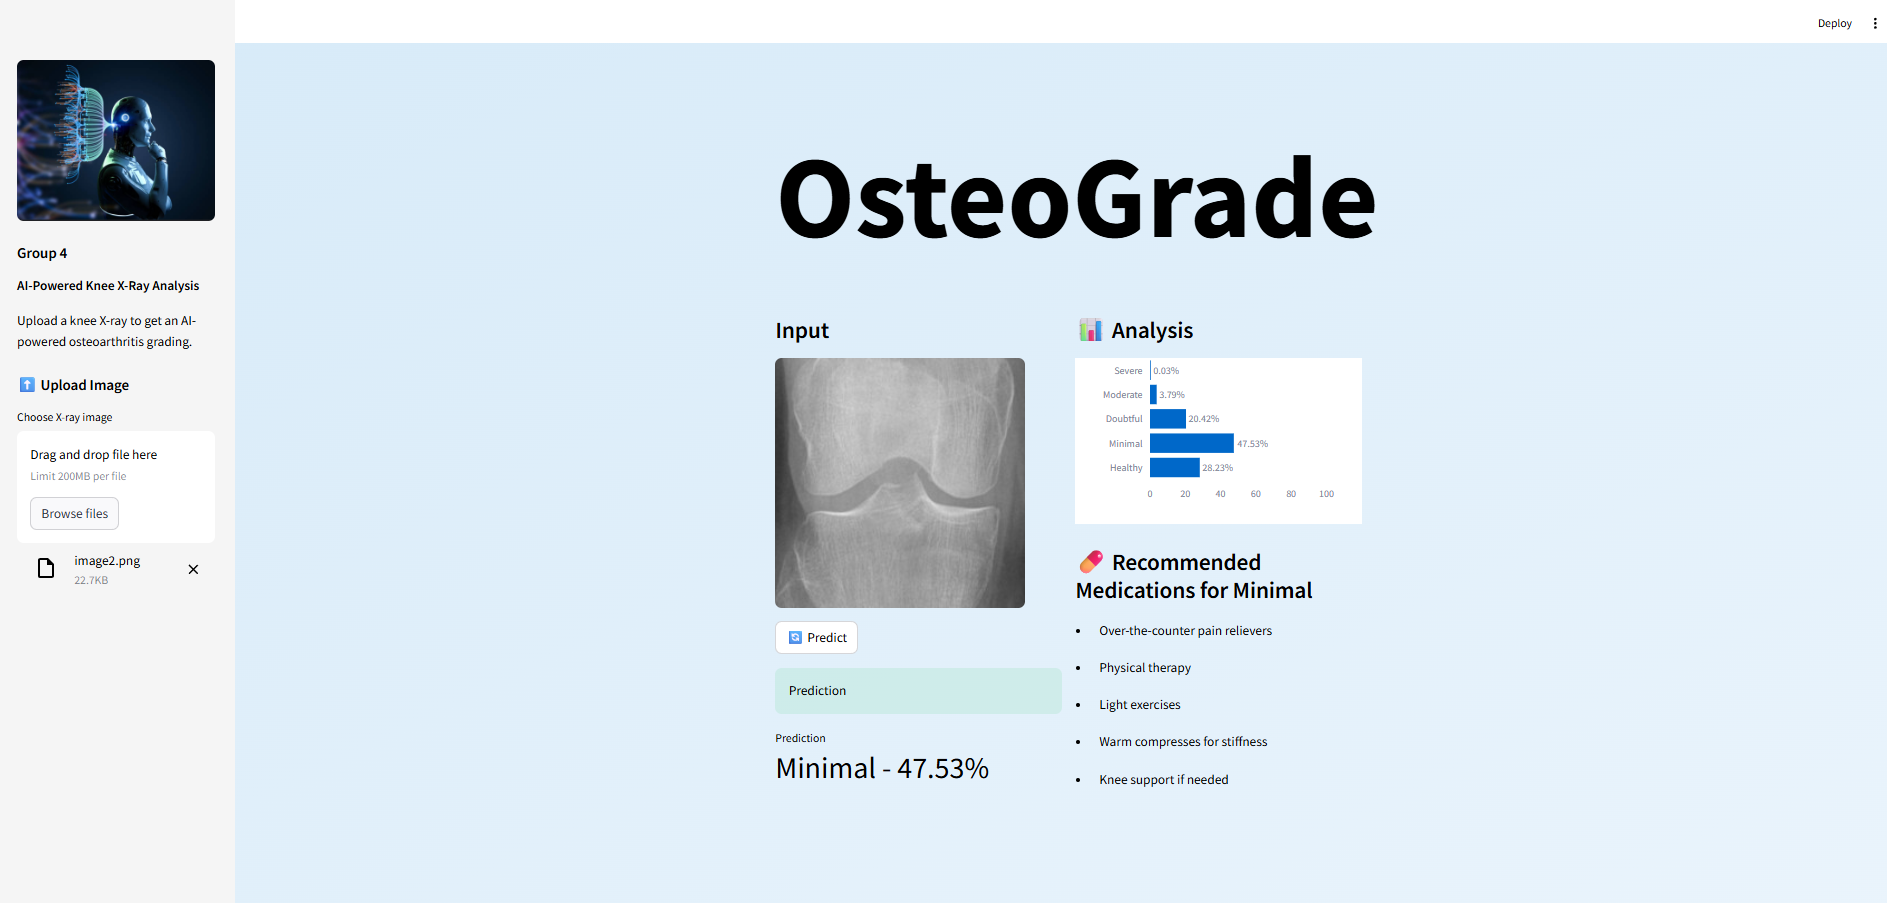 Deploy
Group 4
AI-Powered Knee X-Ray Analysis
Upload a knee X-ray to get an AI-
powered osteoarthritis grading.
Upload Image
Choose X-ray image
Drag and drop file here
Limit 200MB per file
Browse files
image2.png
22.7KB
OsteoGrade
Input
Predict
Prediction
Prediction
Minimal - 47.53%
Analysis
Severe 0.03%
Moderate 3.79%
Doubtful 20.42%
Minimal 47.53%
Healthy 28.23%
0 20 40 60 80 100
Recommended
Medications for Minimal
• Over-the-counter pain relievers
• Physical therapy
• Light exercises
• Warm compresses for stiffness
• Knee support if needed